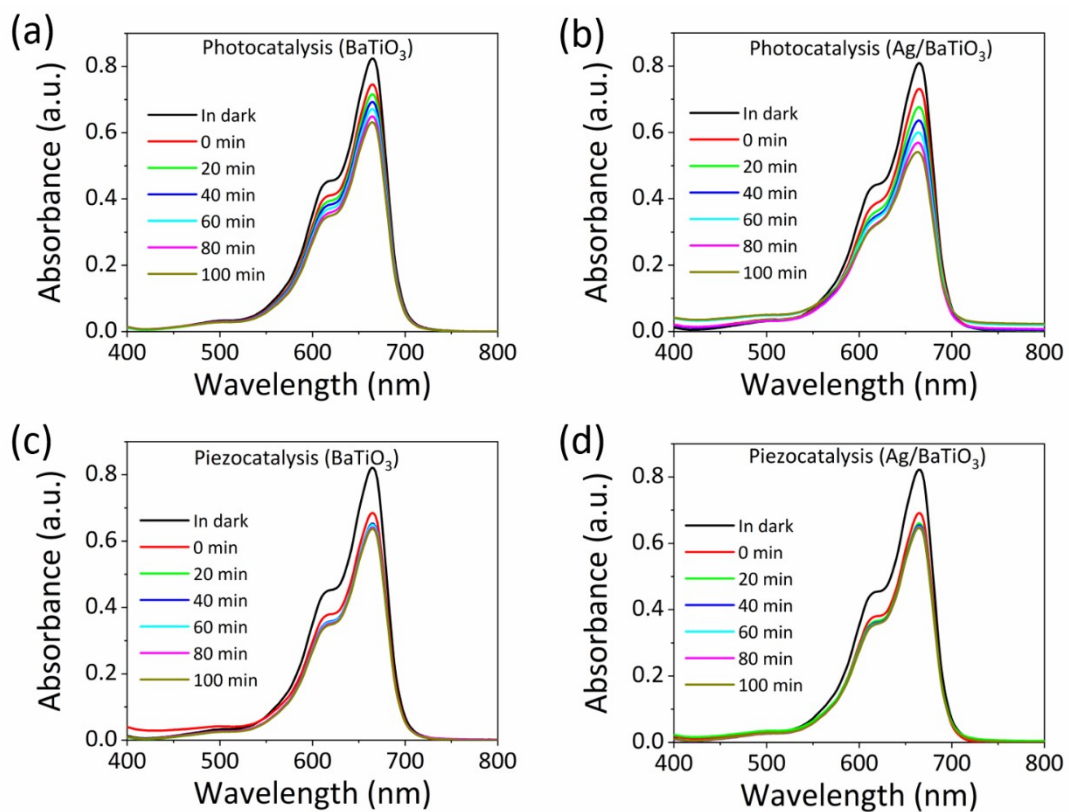 (a)
Photocatalysis (BaTiO₃)
0.8
0.6
0.4
0.2
0.0
Absorbance (a.u.)
In dark
0 min
20 min
40 min
60 min
80 min
100 min
400 500 600 700 800
Wavelength (nm)
(b)
Photocatalysis (Ag/BaTiO₃)
0.8
0.6
0.4
0.2
0.0
Absorbance (a.u.)
In dark
0 min
20 min
40 min
60 min
80 min
100 min
400 500 600 700 800
Wavelength (nm)
(c)
Piezocatalysis (BaTiO₃)
0.8
0.6
0.4
0.2
0.0
Absorbance (a.u.)
In dark
0 min
20 min
40 min
60 min
80 min
100 min
400 500 600 700 800
Wavelength (nm)
(d)
Piezocatalysis (Ag/BaTiO₃)
0.8
0.6
0.4
0.2
0.0
Absorbance (a.u.)
In dark
0 min
20 min
40 min
60 min
80 min
100 min
400 500 600 700 800
Wavelength (nm)